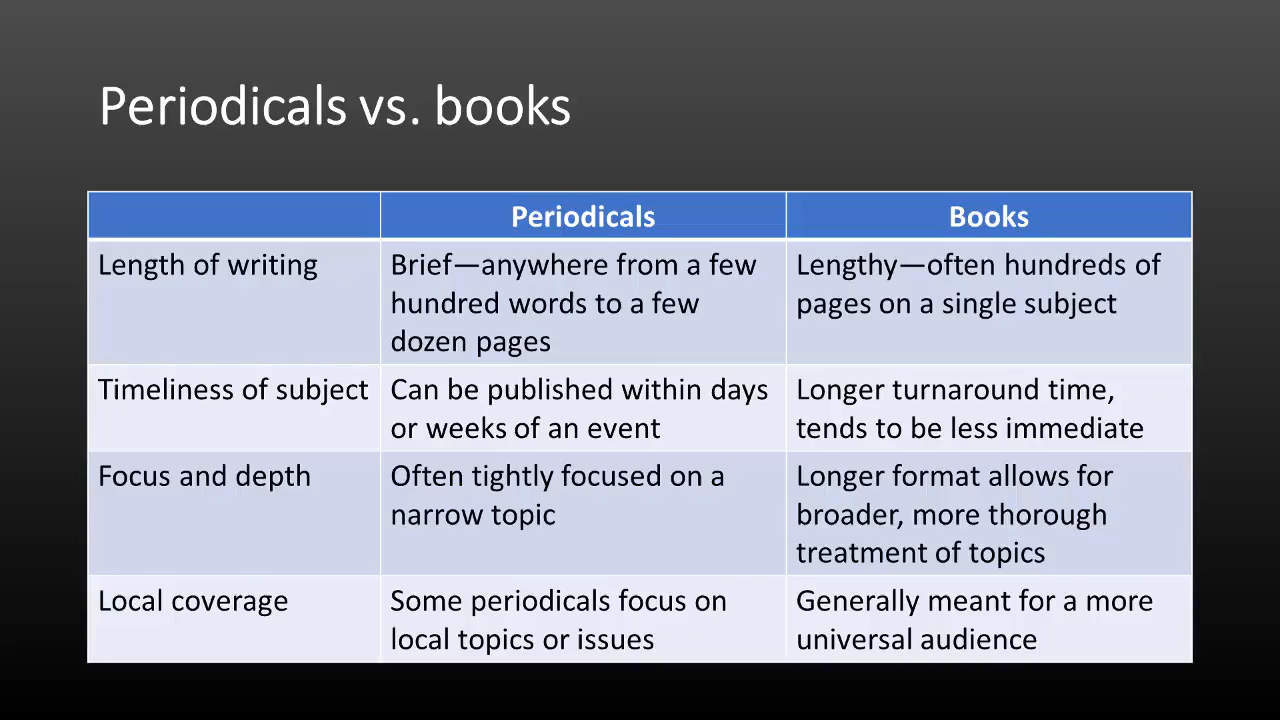 Periodicals vs. books
Periodicals
Books
Length of writing
Brief—anywhere from a few
hundred words to a few
dozen pages
Lengthy—often hundreds of
pages on a single subject
Timeliness of subject
Can be published within days
or weeks of an event
Longer turnaround time,
tends to be less immediate
Focus and depth
Often tightly focused on a
narrow topic
Longer format allows for
broader, more thorough
treatment of topics
Local coverage
Some periodicals focus on
local topics or issues
Generally meant for a more
universal audience